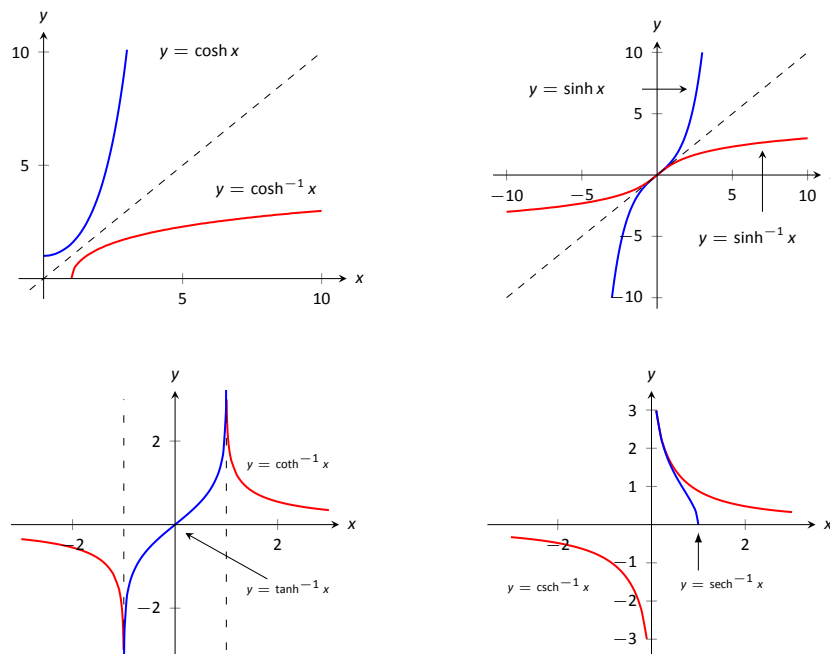 y
10
y = cosh x
5
y = cosh⁻¹ x
5
10
x
y
10
y = sinh x
5
−10
−5
5
10
−5
y = sinh⁻¹ x
−10
y
2
y = coth⁻¹ x
−2
2
x
y = tanh⁻¹ x
−2
y
3
2
1
−2
2
x
−1
y = csch⁻¹ x
y = sech⁻¹ x
−2
−3